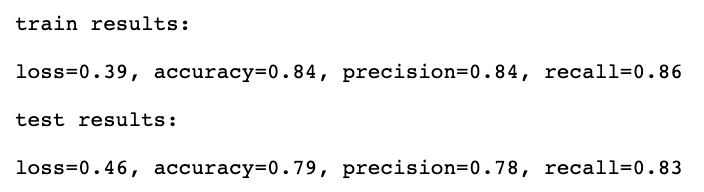 train results:
loss=0.39, accuracy=0.84, precision=0.84, recall=0.86
test results:
loss=0.46, accuracy=0.79, precision=0.78, recall=0.83